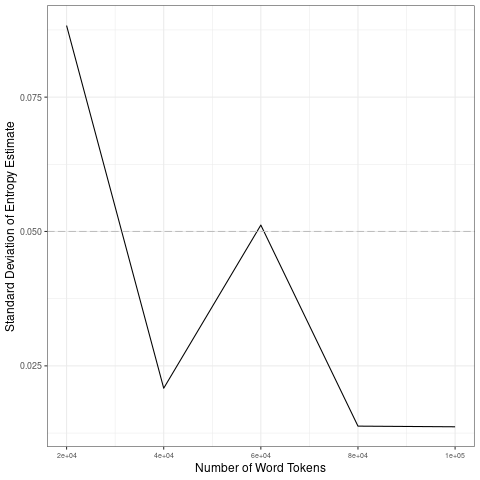 Standard Deviation of Entropy Estimate
0.075
0.050
0.025
2e+04 4e+04 6e+04 8e+04 1e+05
Number of Word Tokens